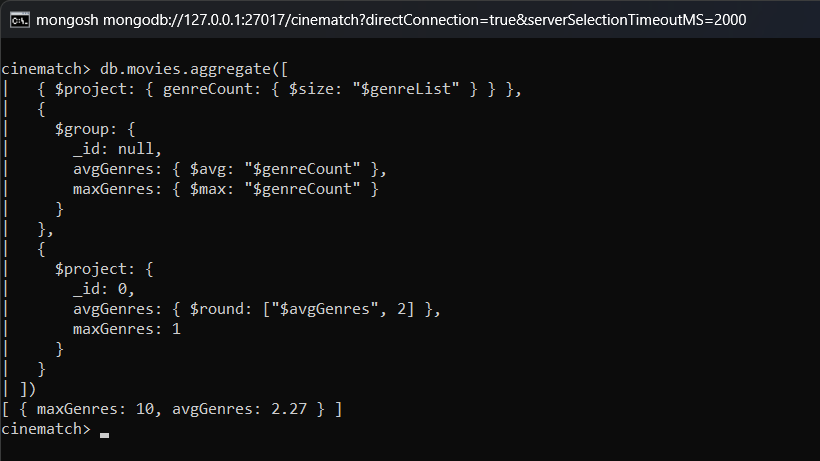 mongosh mongodb://127.0.0.1:27017/cinematch?directConnection=true&serverSelectionTimeoutMS=2000
cinematch> db.movies.aggregate([
|   { $project: { genreCount: { $size: "$genreList" } } },
|   {
|     $group: {
|       _id: null,
|       avgGenres: { $avg: "$genreCount" },
|       maxGenres: { $max: "$genreCount" }
|     }
|   },
|   {
|     $project: {
|       _id: 0,
|       avgGenres: { $round: ["$avgGenres", 2] },
|       maxGenres: 1
|     }
|   }
| ])
[ { maxGenres: 10, avgGenres: 2.27 } ]
cinematch>